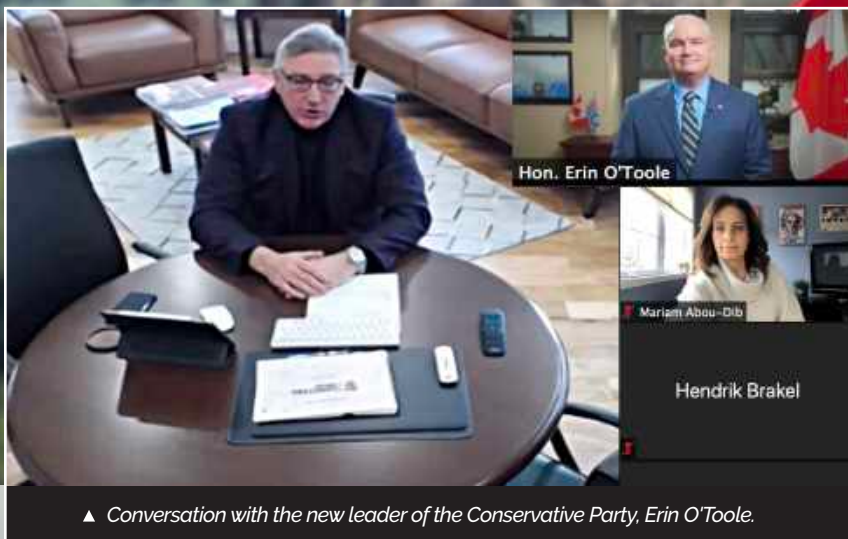 Hon. Erin O'Toole
Mariam Abou-Dib
Hendrik Brakel
▲ Conversation with the new leader of the Conservative Party, Erin O'Toole.